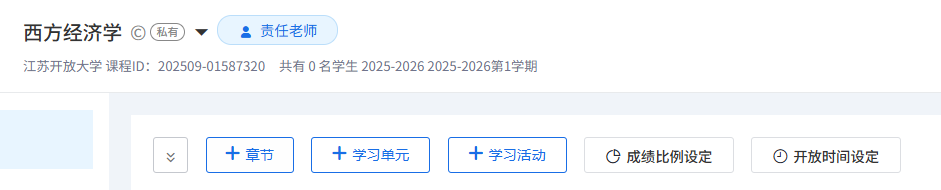 西方经济学 © 私有 责任老师
江苏开放大学 课程ID：202509-01587320 共有 0 名学生 2025-2026 2025-2026第1学期
章节 学习单元 学习活动 成绩比例设定 开放时间设定